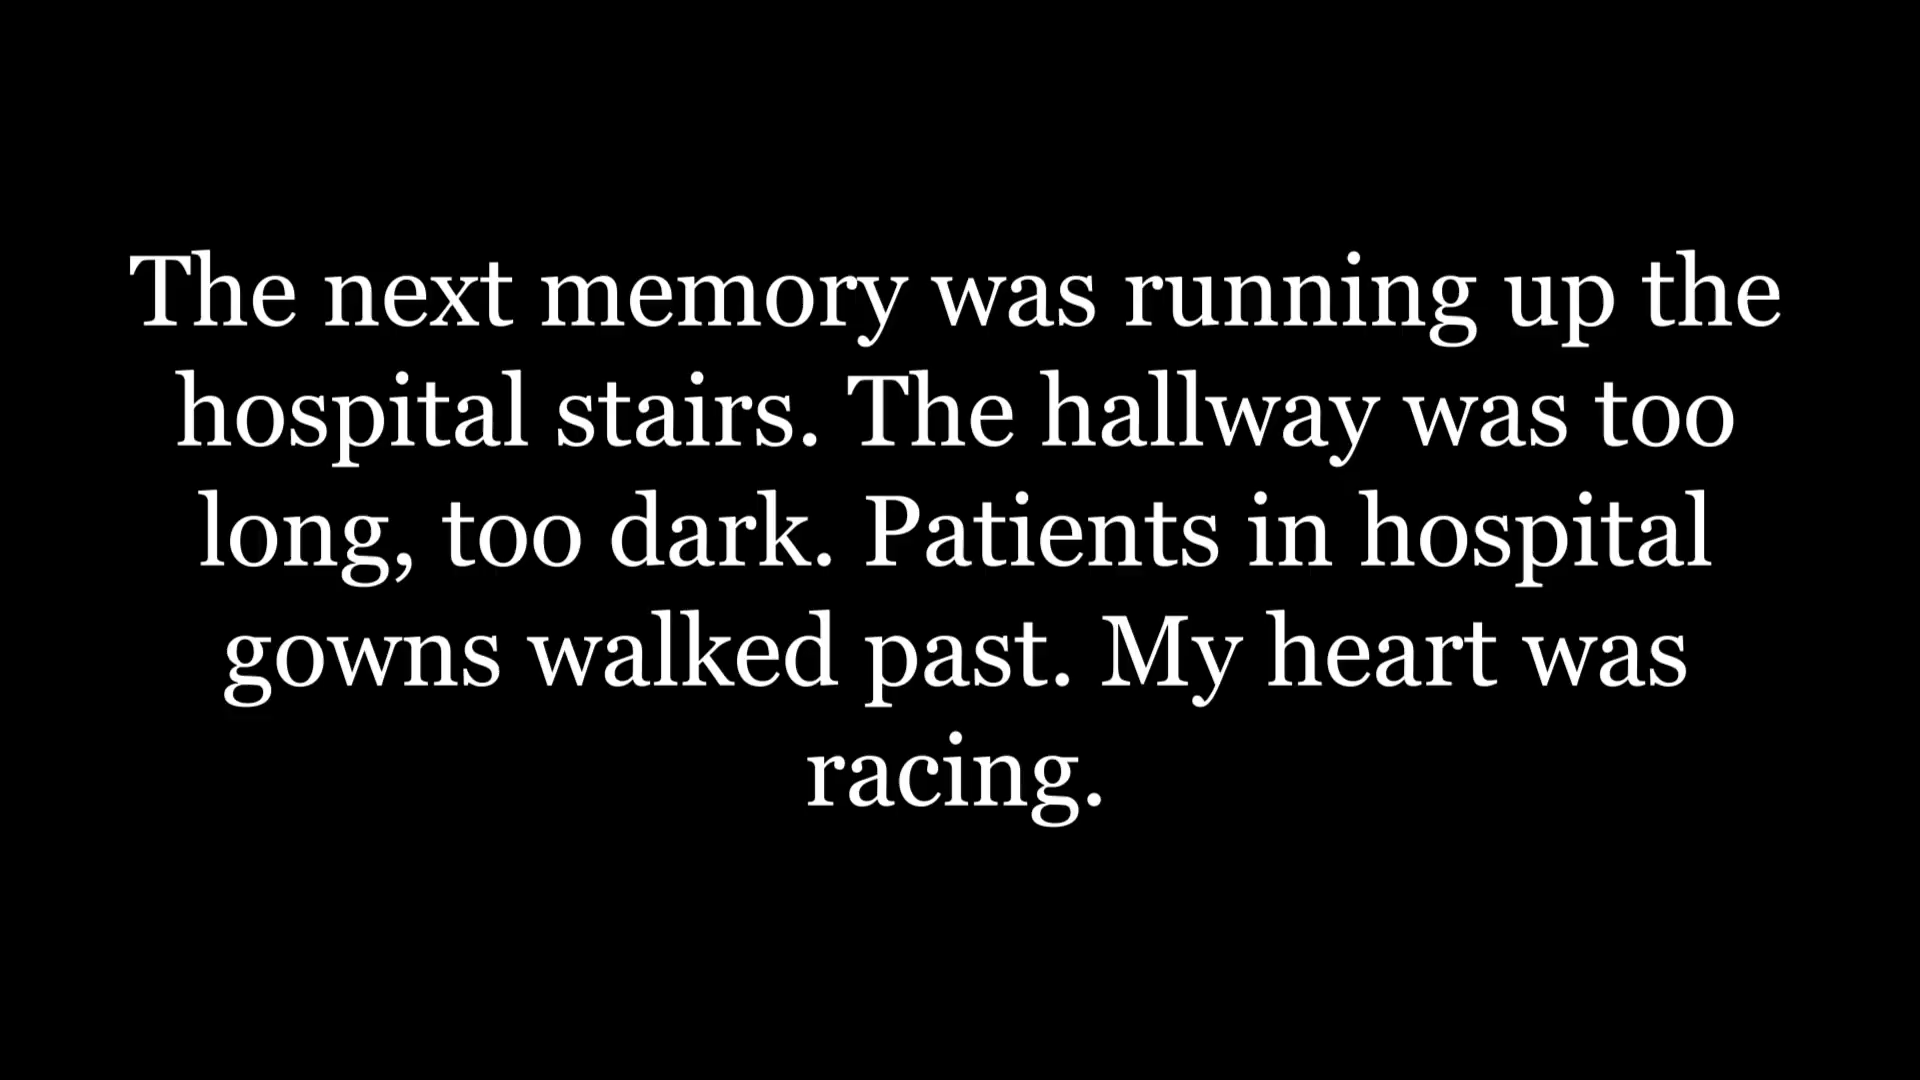 The next memory was running up the
hospital stairs. The hallway was too
long, too dark. Patients in hospital
gowns walked past. My heart was
racing.